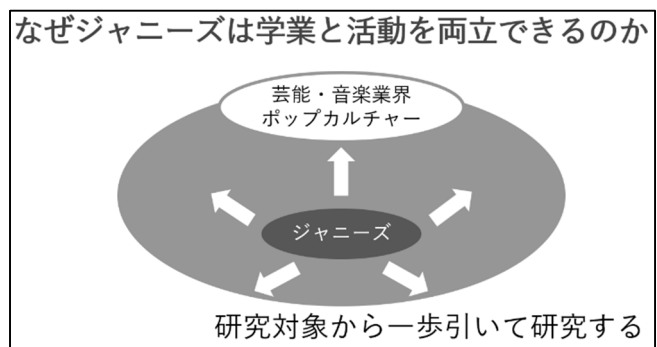 なぜジャニーズは学業と活動を両立できるのか
芸能・音楽業界
ポップカルチャー
ジャニーズ
研究対象から一歩引いて研究する